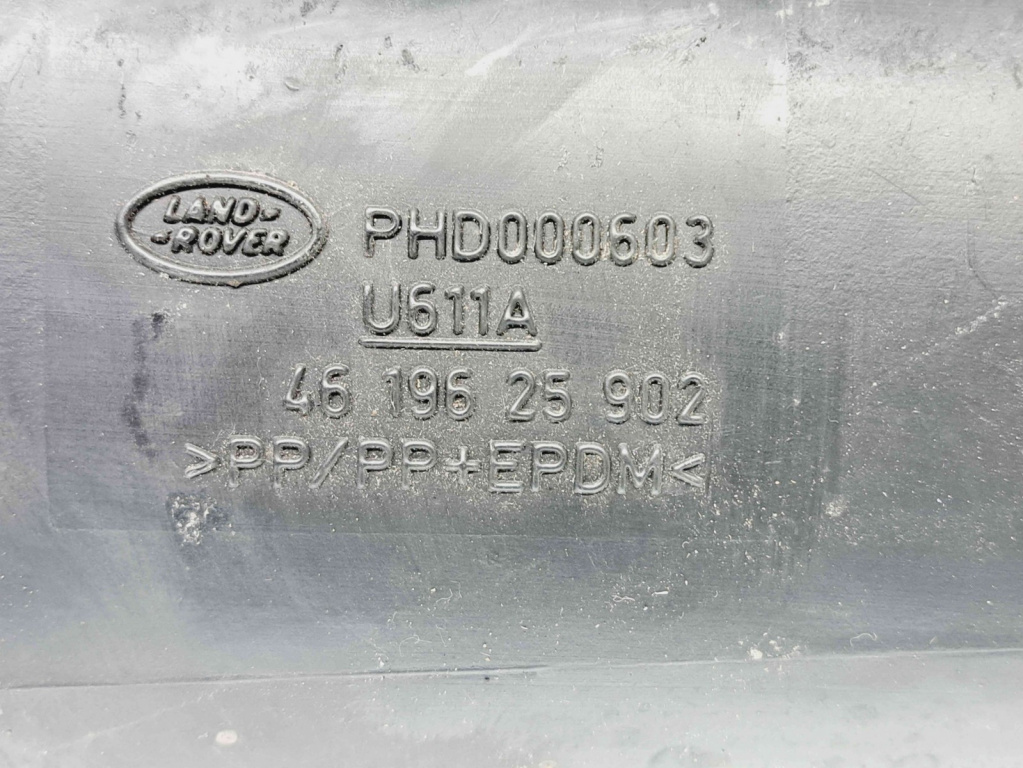 LAND-
-ROVER
PHD000603
U611A
46 196 25 902
>PP/PP+EPDM<